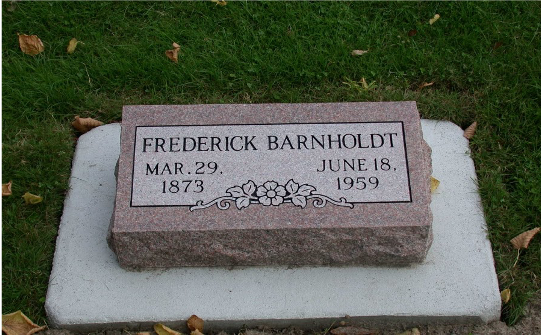 FREDERICK BARNHOLDT
MAR. 29, JUNE 18,
1873 1959